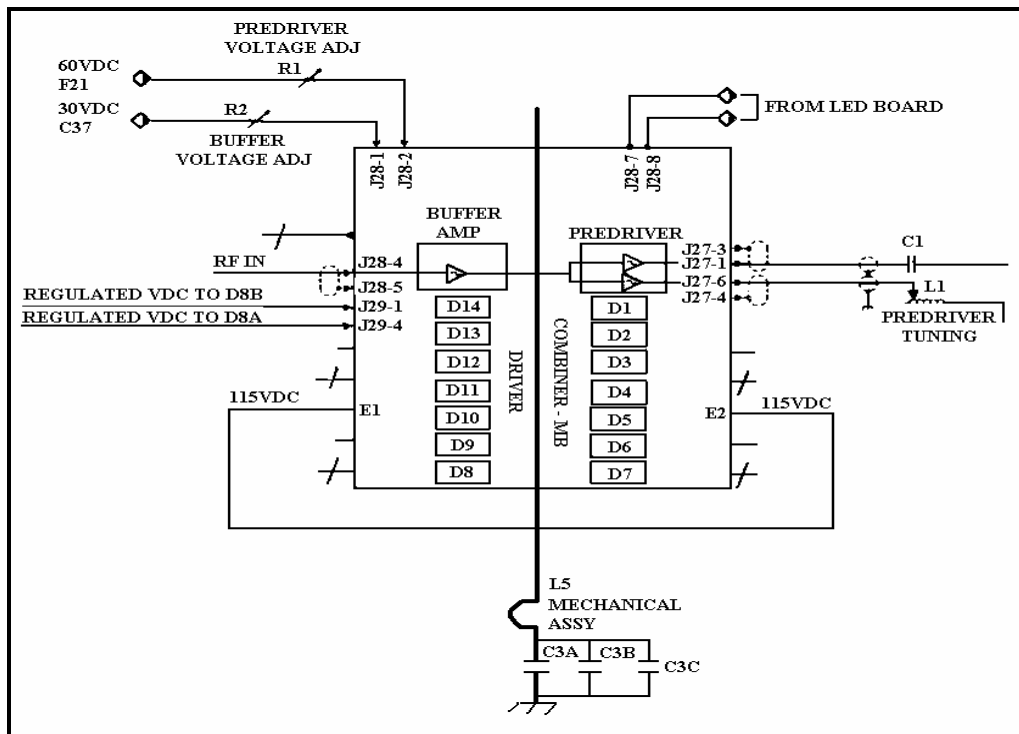 PREDRIVER
VOLTAGE ADJ
60VDC
F21
R1
30VDC
C37
R2
BUFFER
VOLTAGE ADJ
FROM LED BOARD
J28-1
J28-2
J28-7
J28-8
BUFFER
AMP
PREDRIVER
J27-3
J27-1
J27-6
J27-4
C1
L1
PREDRIVER
TUNING
RF IN
J28-4
J28-5
REGULATED VDC TO D8B
J29-1
REGULATED VDC TO D8A
J29-4
D14
D13
D12
D11
D10
D9
D8
DRIVER
COMBINER - MB
D1
D2
D3
D4
D5
D6
D7
115VDC
E1
E2
115VDC
L5
MECHANICAL
ASSY
C3A
C3B
C3C